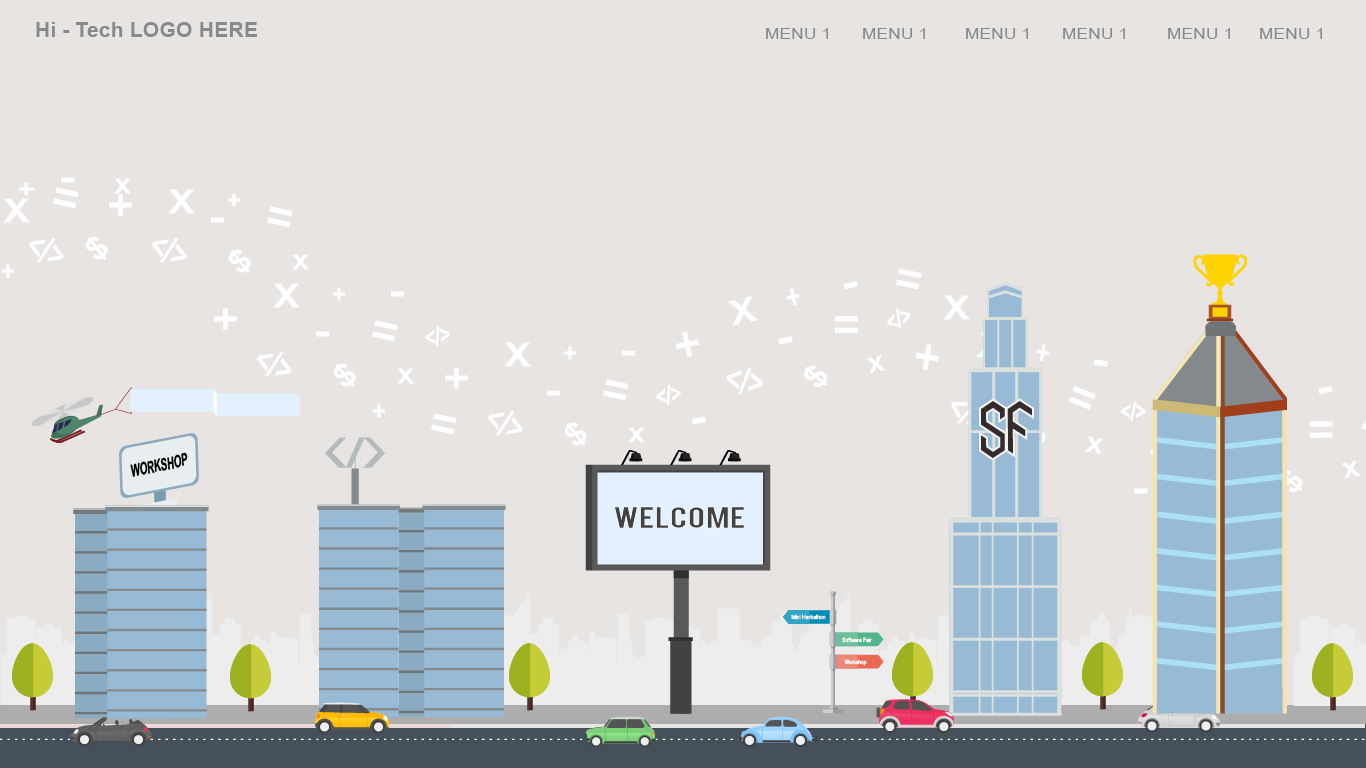 Hi - Tech LOGO HERE
MENU 1 MENU 1 MENU 1 MENU 1 MENU 1 MENU 1
WORKSHOP
SF
WELCOME
Mini Hackathon
Software Fair
Workshop